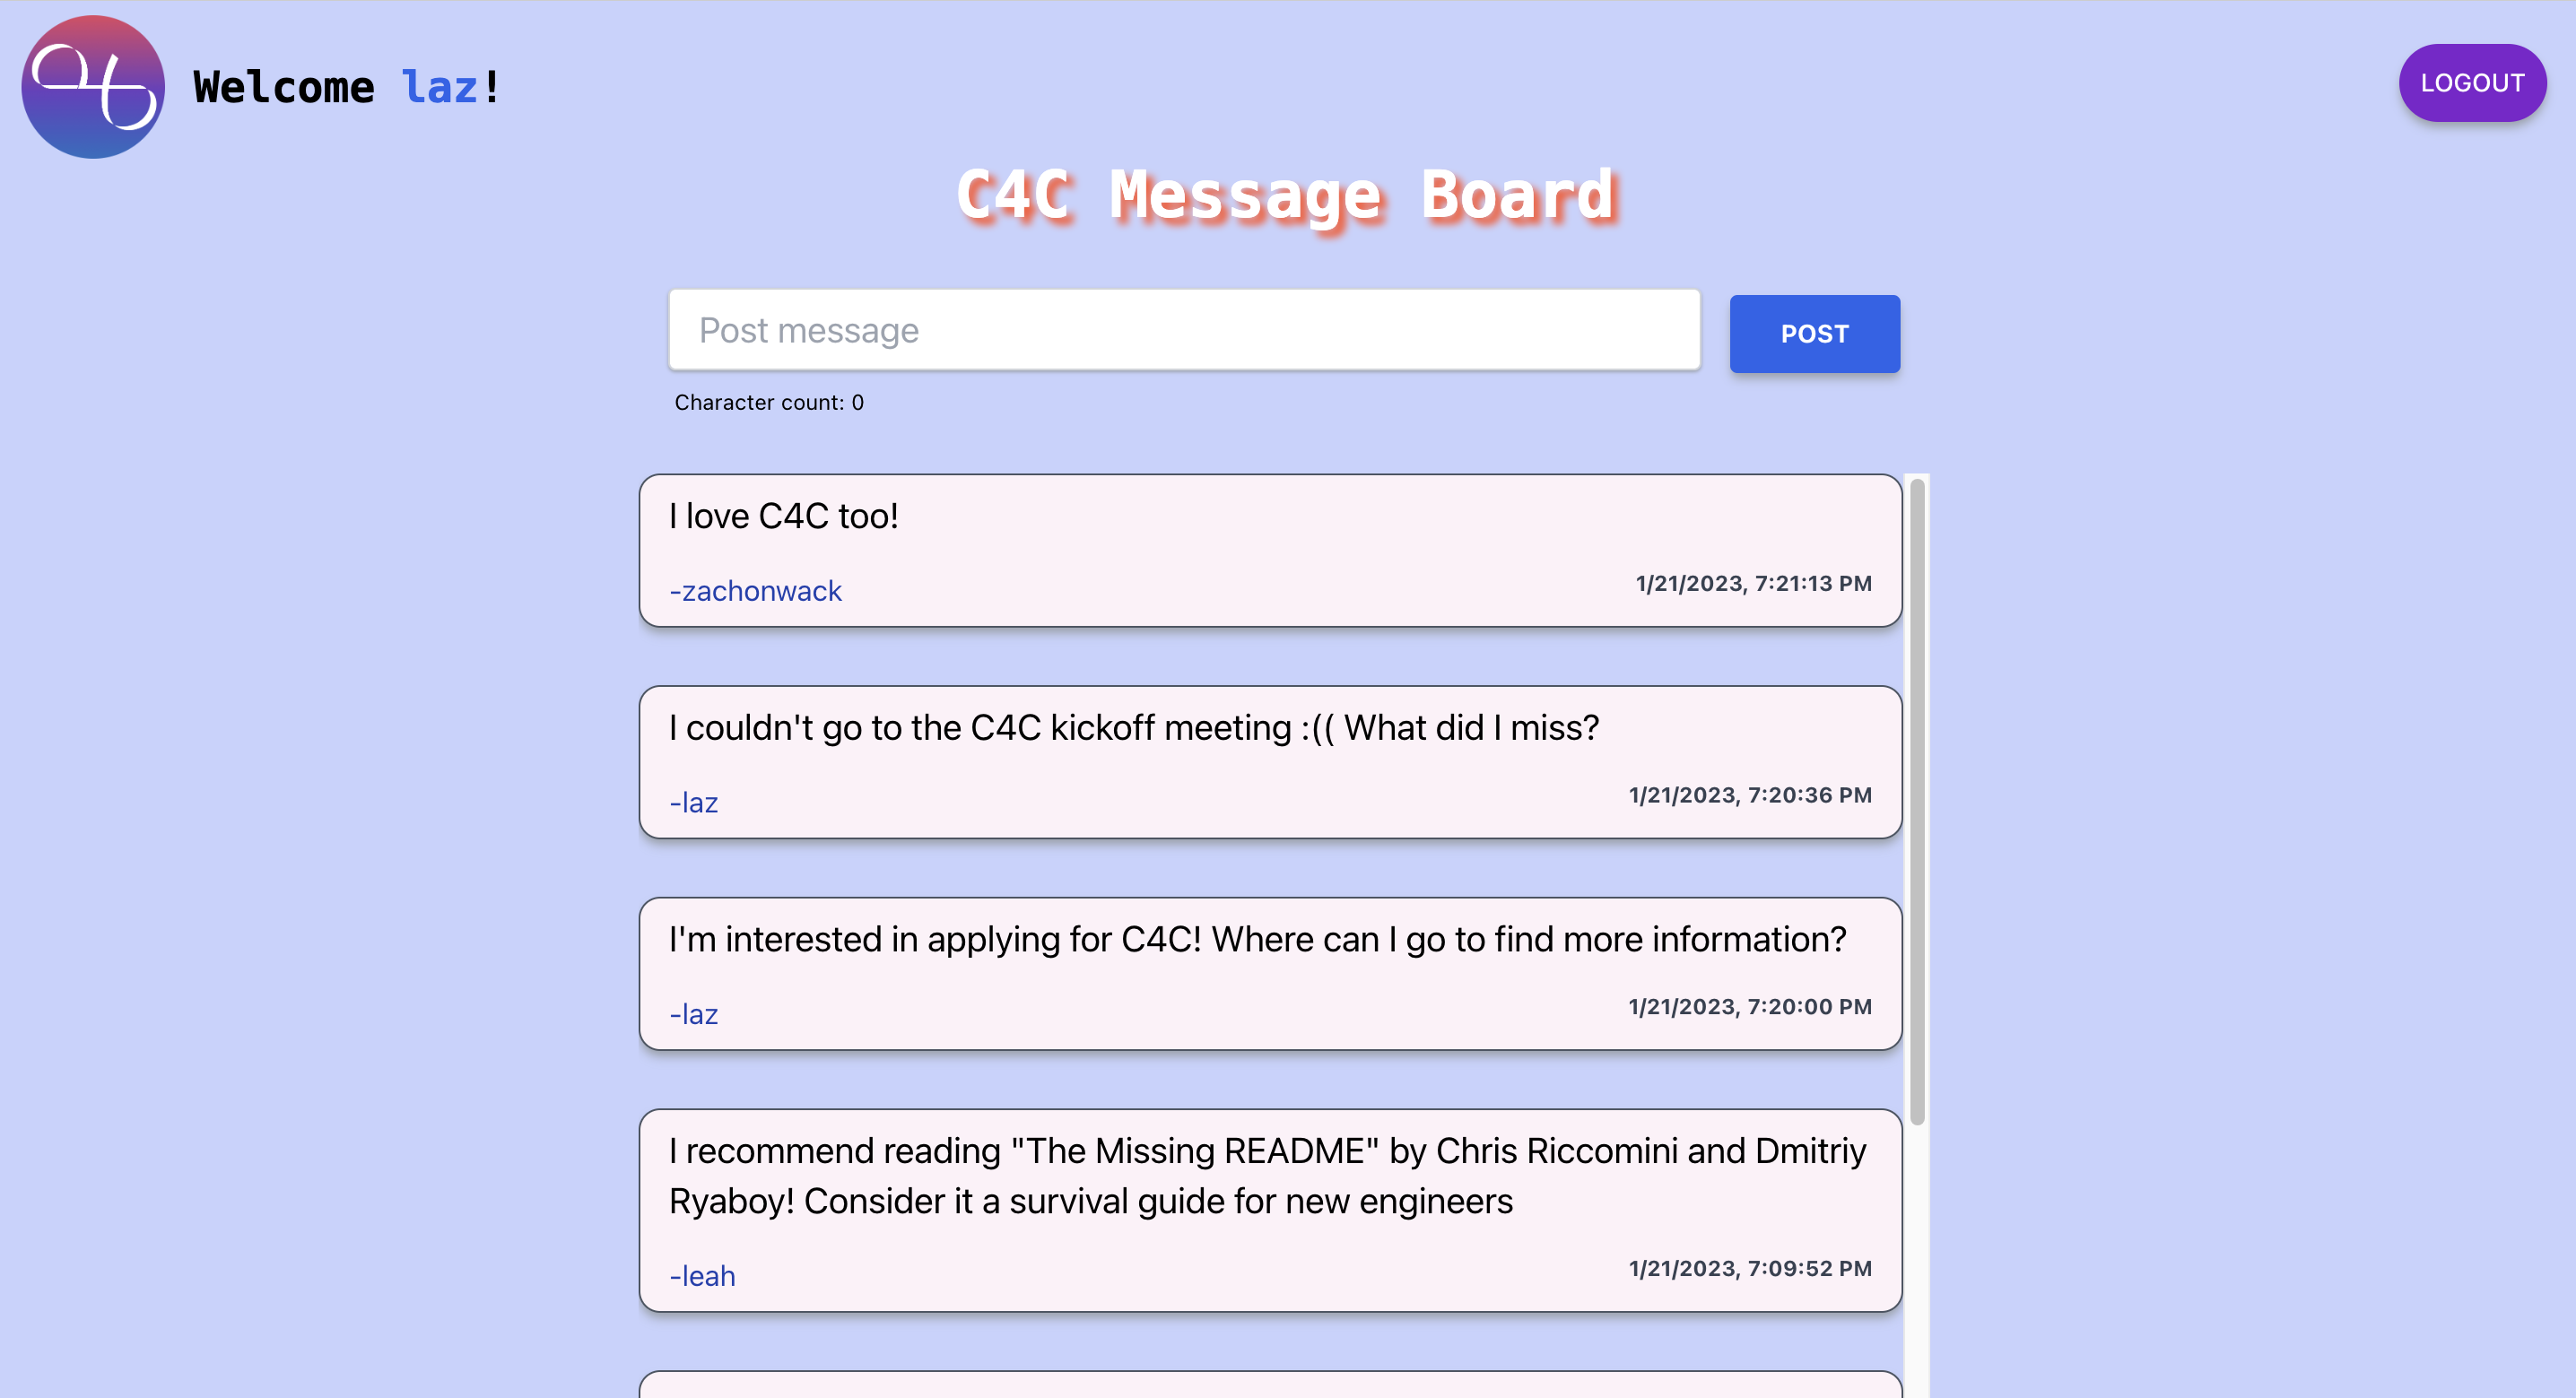 Welcome laz!
LOGOUT
C4C Message Board
Post message
POST
Character count: 0
I love C4C too!
-zachonwack
1/21/2023, 7:21:13 PM
I couldn't go to the C4C kickoff meeting :(( What did I miss?
-laz
1/21/2023, 7:20:36 PM
I'm interested in applying for C4C! Where can I go to find more information?
-laz
1/21/2023, 7:20:00 PM
I recommend reading "The Missing README" by Chris Riccomini and Dmitriy
Ryaboy! Consider it a survival guide for new engineers
-leah
1/21/2023, 7:09:52 PM